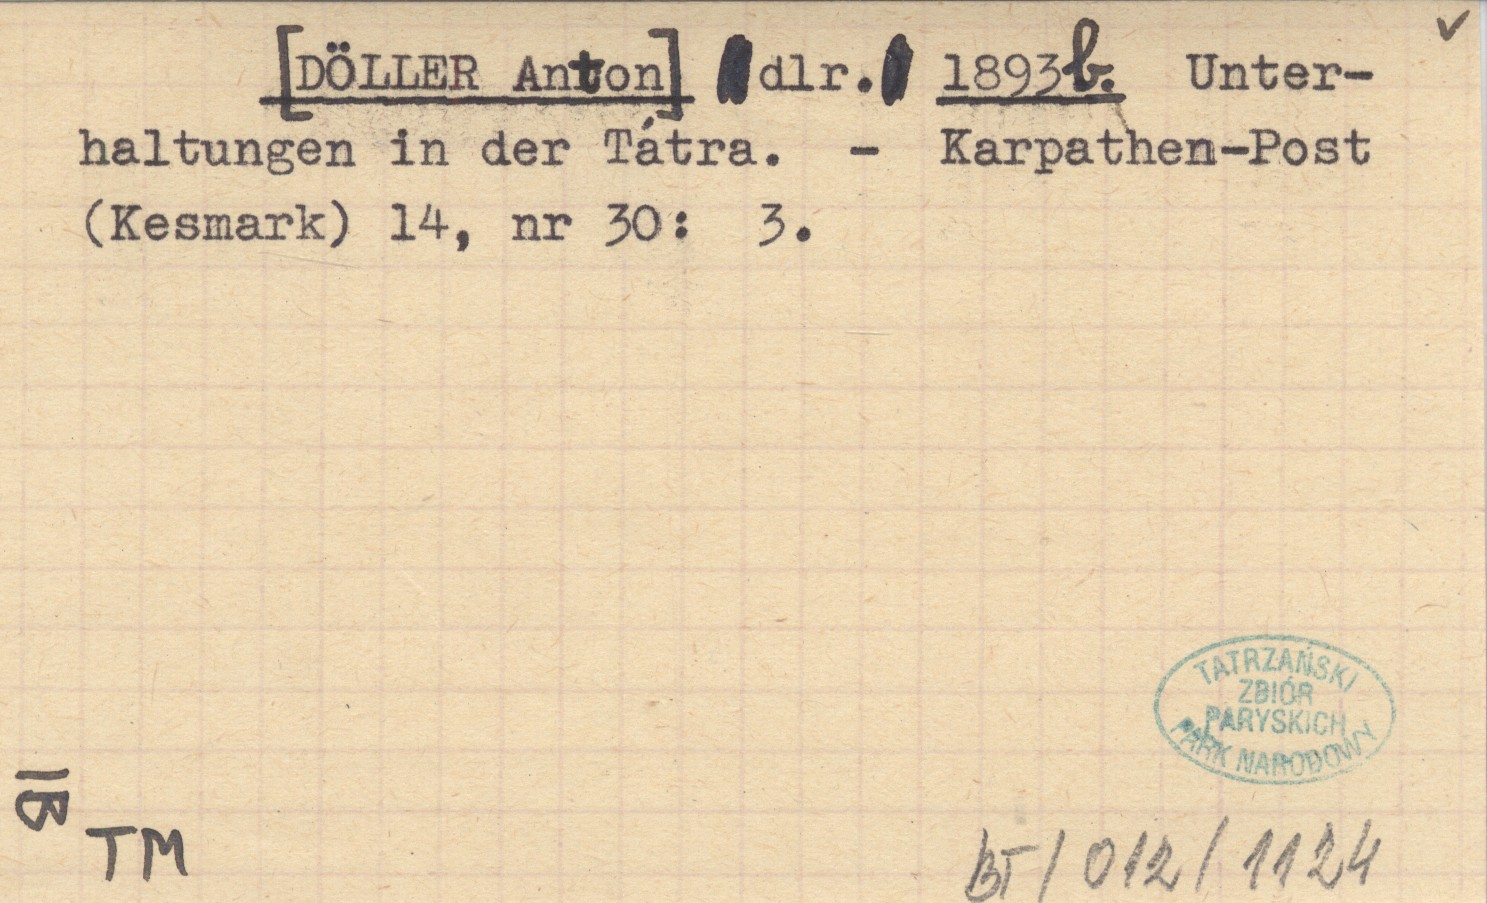 [DÖLLER Anton] dlr. 1893b. Unter-
haltungen in der Tátra. - Karpathen-Post
(Kesmark) 14, nr 30: 3.
TATRZAŃSKI
ZBIÓR
PARYSKICH
PARK NARODOWY
IB
TM
BT/012/1124